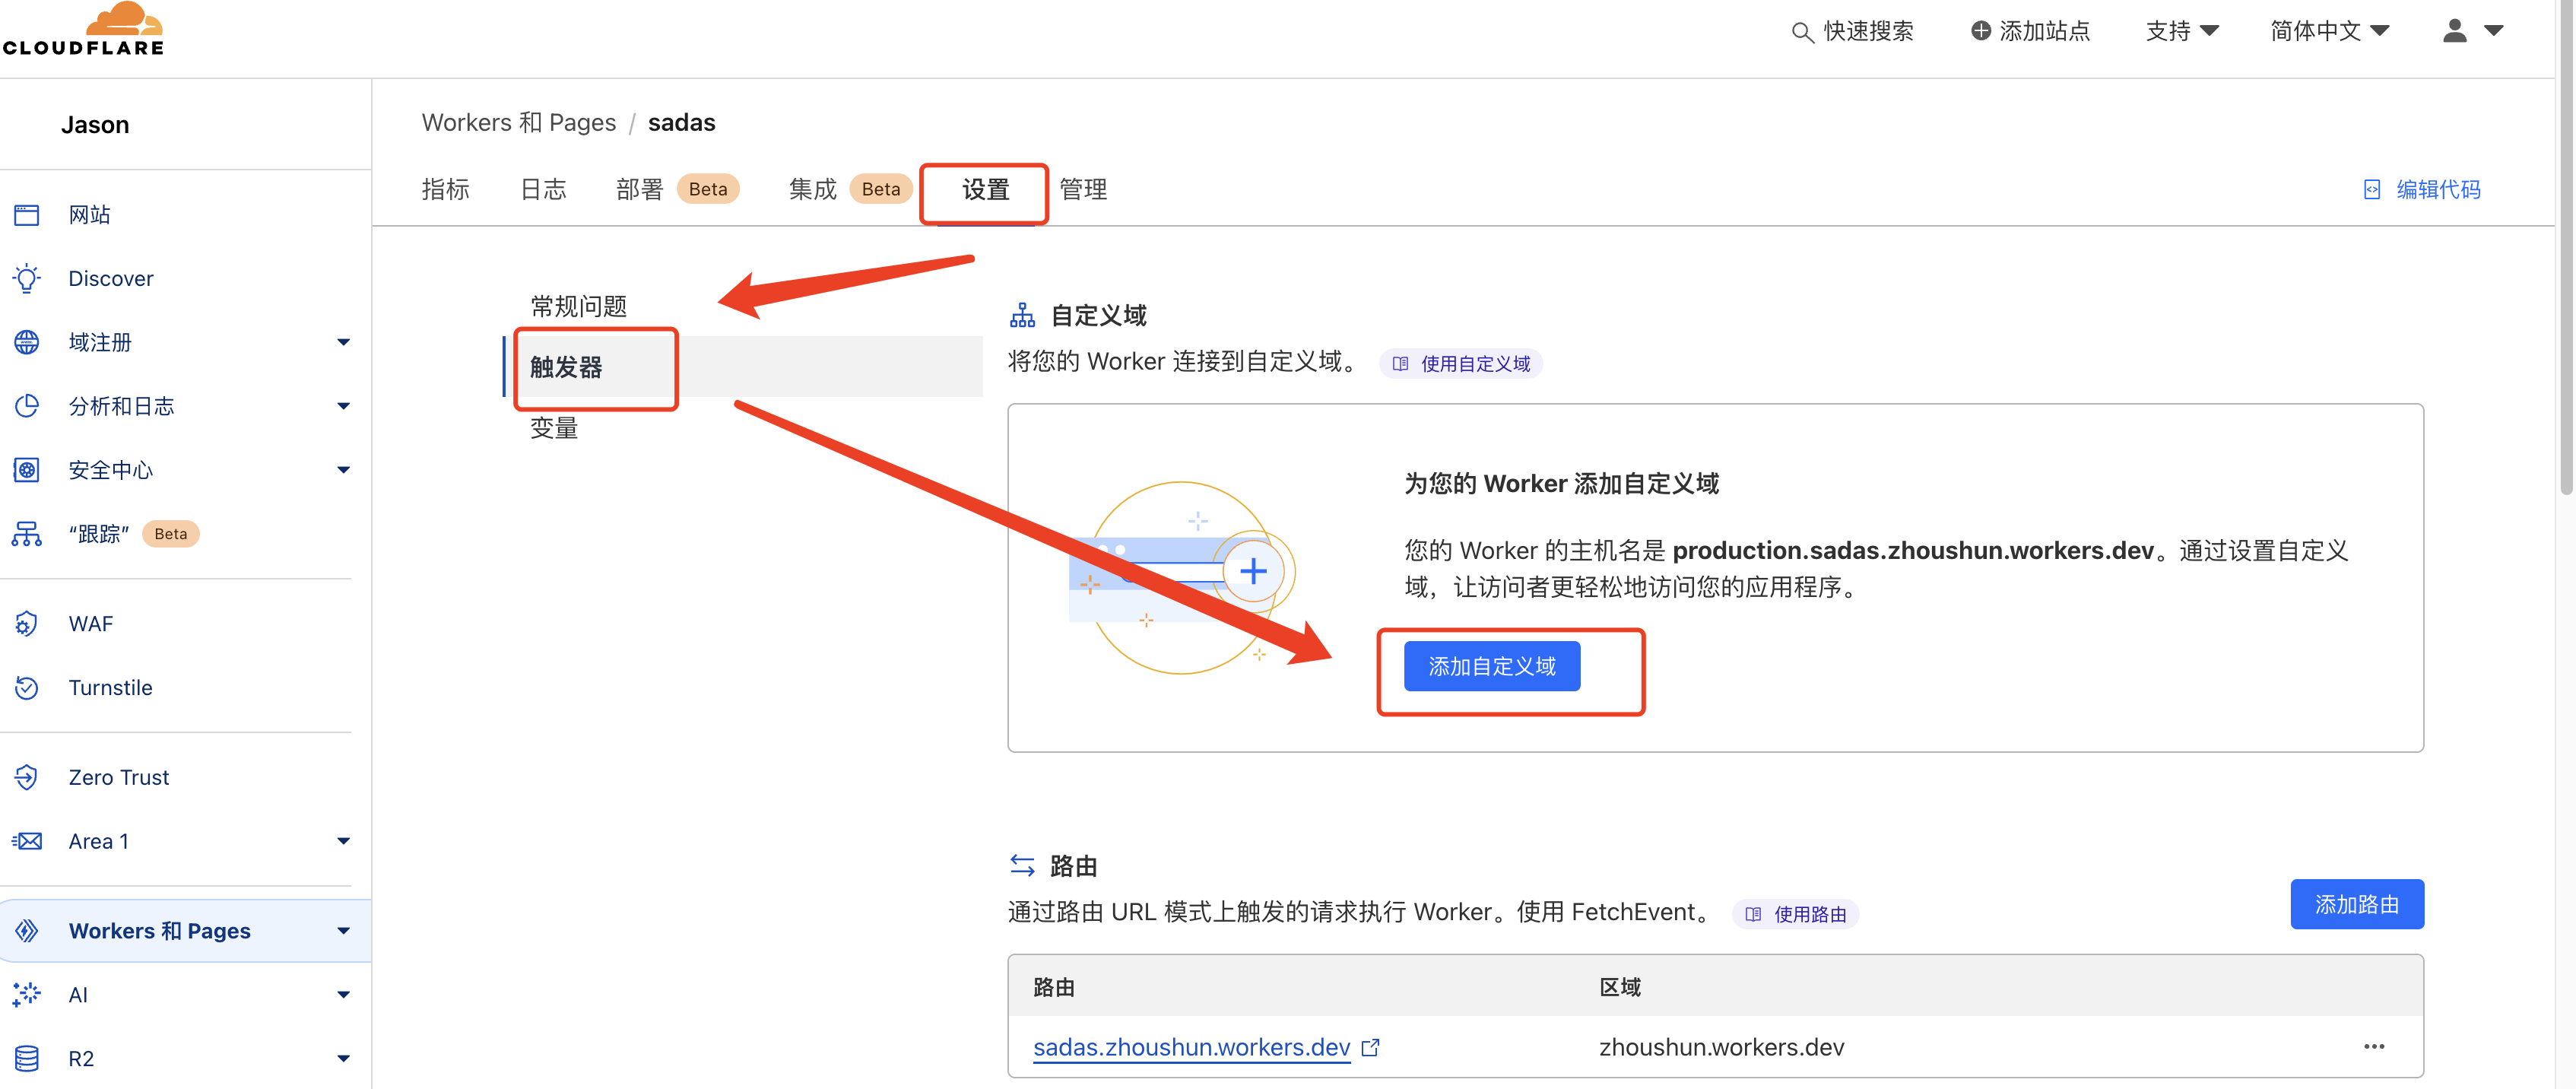 CLOUDFLARE
快速搜索
添加站点
支持
简体中文
Jason
网站
Discover
域注册
分析和日志
安全中心
“跟踪” Beta
WAF
Turnstile
Zero Trust
Area 1
Workers 和 Pages
AI
R2
Workers 和 Pages / sadas
指标
日志
部署 Beta
集成 Beta
设置
管理
编辑代码
常规问题
触发器
变量
自定义域
将您的 Worker 连接到自定义域。 使用自定义域
为您的 Worker 添加自定义域
您的 Worker 的主机名是 production.sadas.zhoushun.workers.dev。通过设置自定义
域，让访问者更轻松地访问您的应用程序。
添加自定义域
路由
通过路由 URL 模式上触发的请求执行 Worker。使用 FetchEvent。 使用路由
添加路由
路由 区域
sadas.zhoushun.workers.dev zhoushun.workers.dev